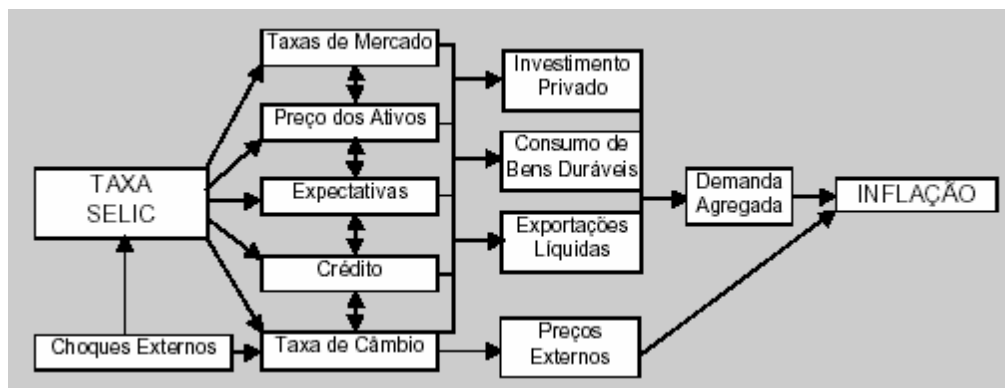 TAXA
SELIC
Choques Externos
Taxas de Mercado
Preço dos Ativos
Expectativas
Crédito
Taxa de Câmbio
Investimento
Privado
Consumo de
Bens Duráveis
Exportações
Líquidas
Preços
Externos
Demanda
Agregada
INFLAÇÃO